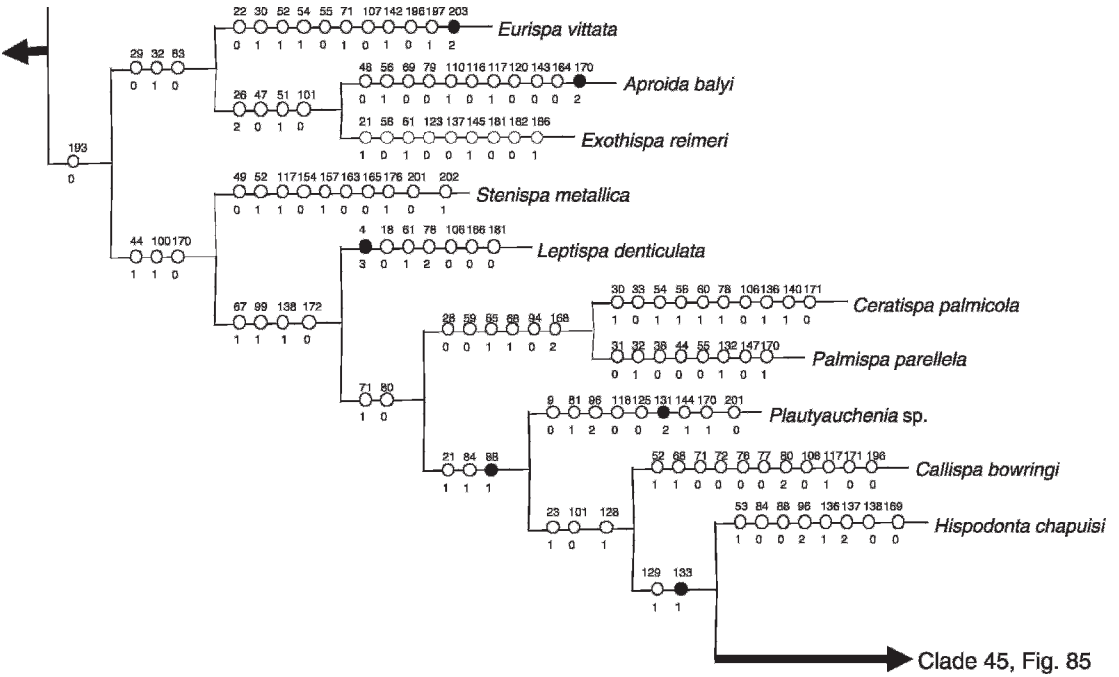 22 30 52 54 55 71 107 142 196 197 203
Eurispa vittata
0 1 1 1 0 1 0 1 0 1 2
29 32 83
0 1 0
48 56 69 79 110 116 117 120 143 164 170
Aproida balyi
0 1 0 0 1 0 1 0 0 0 2
26 47 51 101
2 0 1 0
21 58 61 123 137 145 181 182 186
Exothispa reimeri
1 0 1 0 0 1 0 0 1
193
0
49 52 117 154 157 163 165 176 201 202
Stenispa metallica
0 1 1 0 1 0 0 1 0 1
44 100 170
1 1 0
4 18 61 78 106 166 181
Leptispa denticulata
3 0 1 2 0 0 0
67 99 138 172
1 1 1 0
30 33 54 56 60 78 106 136 140 171
Ceratispa palmicola
1 0 1 1 1 1 0 1 1 0
28 59 65 68 94 168
0 0 1 1 0 2
31 32 38 44 55 132 147 170
Palmispa parellela
0 1 0 0 0 1 0 1
71 80
1 0
9 81 96 118 125 131 144 170 201
Plautyauchenia sp.
0 1 2 0 0 2 1 1 0
21 84 88
1 1 1
52 68 71 72 76 77 80 108 117 171 196
Callispa bowringi
1 1 0 0 0 0 2 0 1 0 0
23 101 128
1 0 1
53 84 88 96 136 137 138 169
Hispodonta chapuisi
1 0 0 2 1 2 0 0
129 133
1 1
Clade 45, Fig. 85